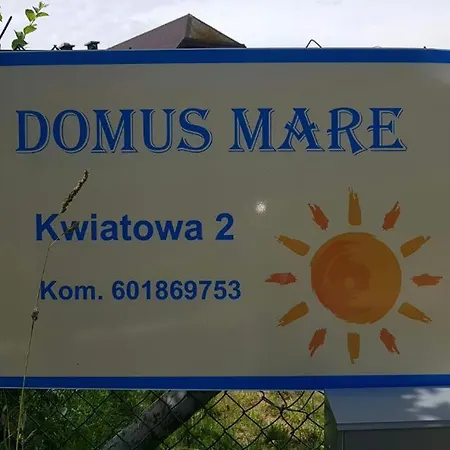 DOMUS MARE
Kwiatowa 2
Kom. 601869753